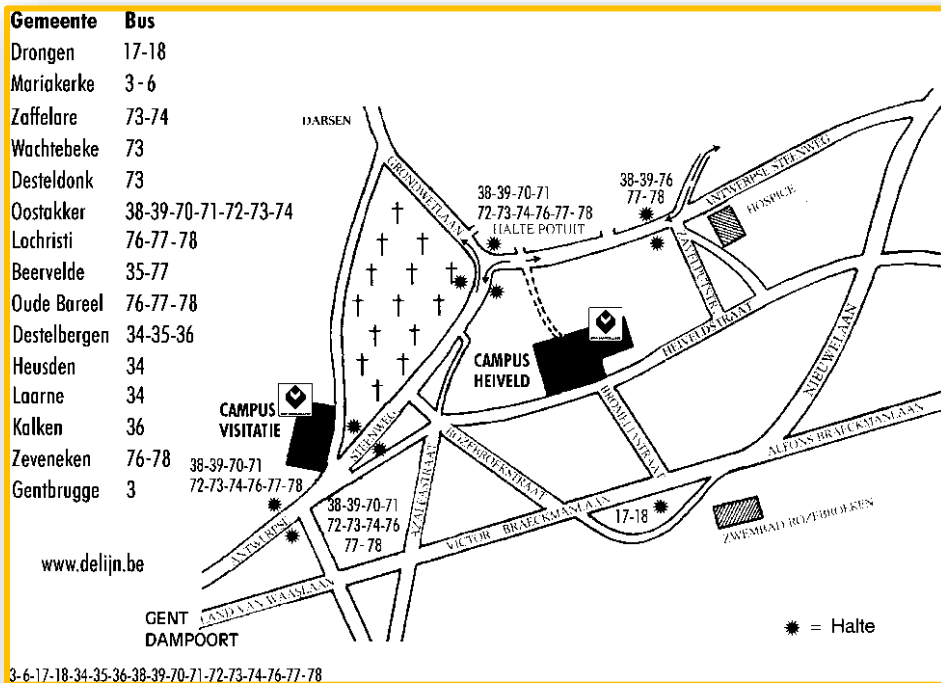 Gemeente Bus
Drongen 17-18
Mariakerke 3-6
Zaffelare 73-74
Wachtebeke 73
Desteldonk 73
Oostakker 38-39-70-71-72-73-74
Lochristi 76-77-78
Beervelde 35-77
Oude Bareel 76-77-78
Destelbergen 34-35-36
Heusden 34
Laarne 34
Kalken 36
Zeveneken 76-78
Gentbrugge 3
www.delijn.be
DARSEN
GRONDWETLAAN
38-39-70-71
72-73-74-76-77-78
HALTE POTUIT
38-39-76
77-78
ANTWERPSE STEENWEG
HOSPICE
ZAVELPUTSTR.
HEIVELDSTRAAT
NIEUWELAAN
CAMPUS
HEIVELD
CAMPUS
VISITATIE
BROMELIASTRAAT
ALFONS BRAECKMANLAAN
STEENWEG
ROZEBROEKSTRAAT
AZALEASTRAAT
38-39-70-71
72-73-74-76-77-78
38-39-70-71
72-73-74-76
77-78
17-18
ZWEMBAD ROZEBROEKEN
ANTWERPSE
VICTOR BRAECKMANLAAN
LAND VAN WAASLAAN
GENT
DAMPOORT
= Halte
3-6-17-18-34-35-36-38-39-70-71-72-73-74-76-77-78